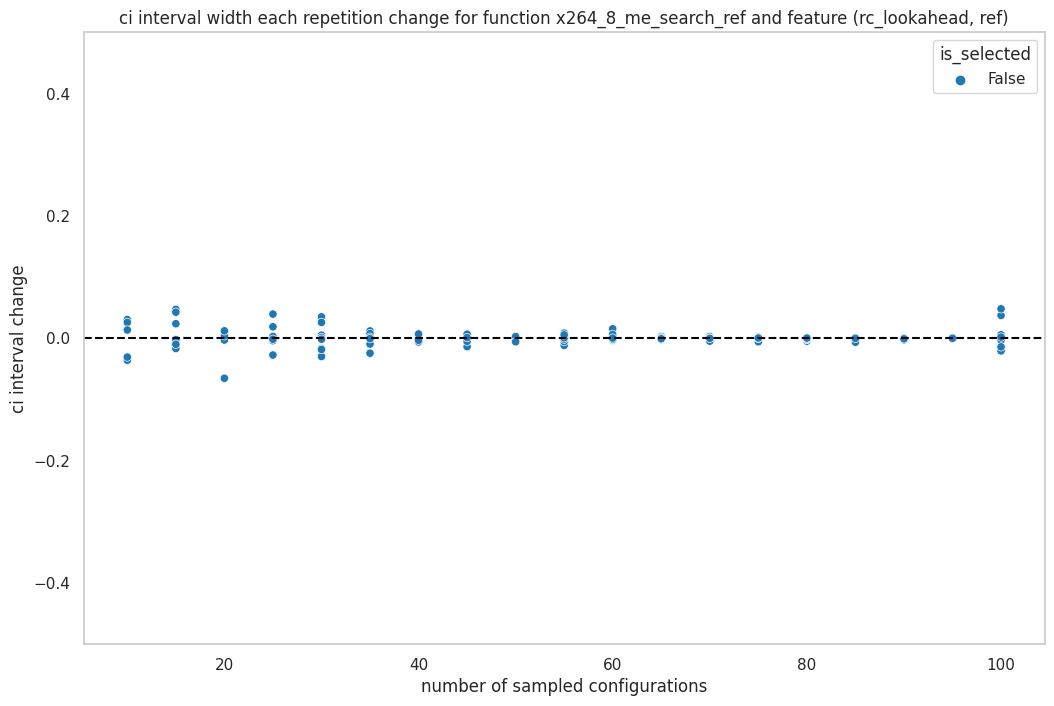 ci interval width each repetition change for function x264_8_me_search_ref and feature (rc_lookahead, ref)
is_selected
False
0.4
0.2
0.0
−0.2
−0.4
ci interval change
20 40 60 80 100
number of sampled configurations